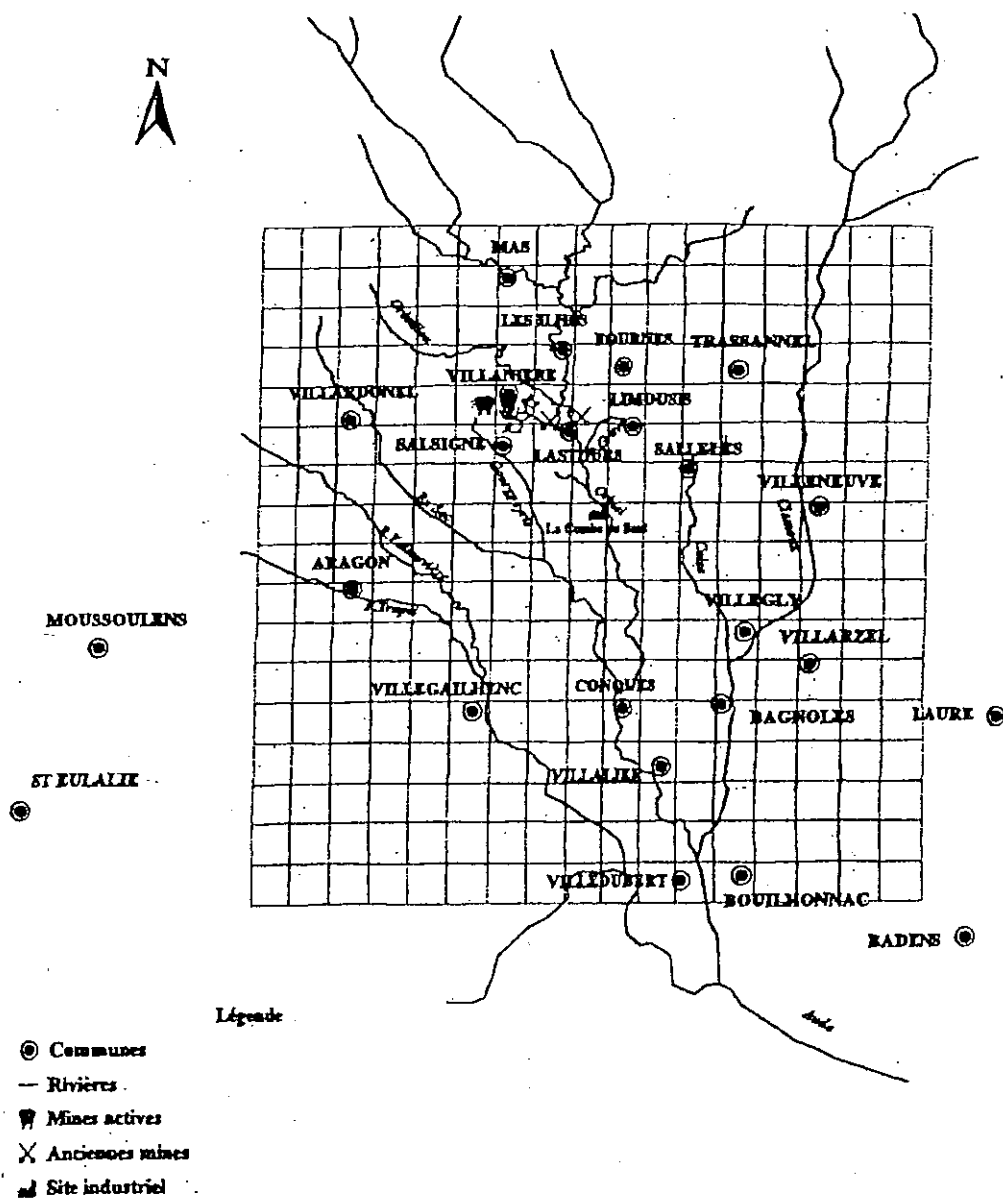 N
MAS
LES ILHES
FOURNES
TRASSANNEL
VILLANIERE
VILLARDONEL
LIMOUSIS
SALSIGNE
LASTOURS
SALLELES
VILLENEUVE
La Combe du Saut
ARAGON
MOUSSOULENS
VILLEGLY
VILLARZEL
VILLEGAILHENC
CONQUES
BAGNOLES
LAURE
ST EULALIE
VILLALIER
VILLEDUBERT
BOUILHONNAC
BADENS
Aude
Légende
Communes
Rivières
Mines actives
Anciennes mines
Site industriel